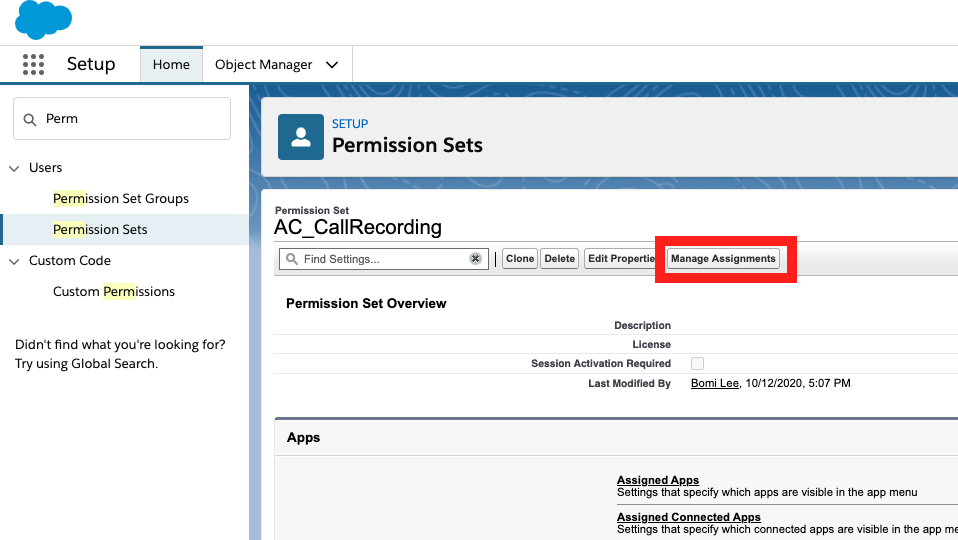 Setup
Home
Object Manager
Perm
Users
Permission Set Groups
Permission Sets
Custom Code
Custom Permissions
Didn't find what you're looking for?
Try using Global Search.
SETUP
Permission Sets
Permission Set
AC_CallRecording
Find Settings...
Clone
Delete
Edit Propertie
Manage Assignments
Permission Set Overview
Description
License
Session Activation Required
Last Modified By Bomi Lee, 10/12/2020, 5:07 PM
Apps
Assigned Apps
Settings that specify which apps are visible in the app menu
Assigned Connected Apps
Settings that specify which connected apps are visible in the app me